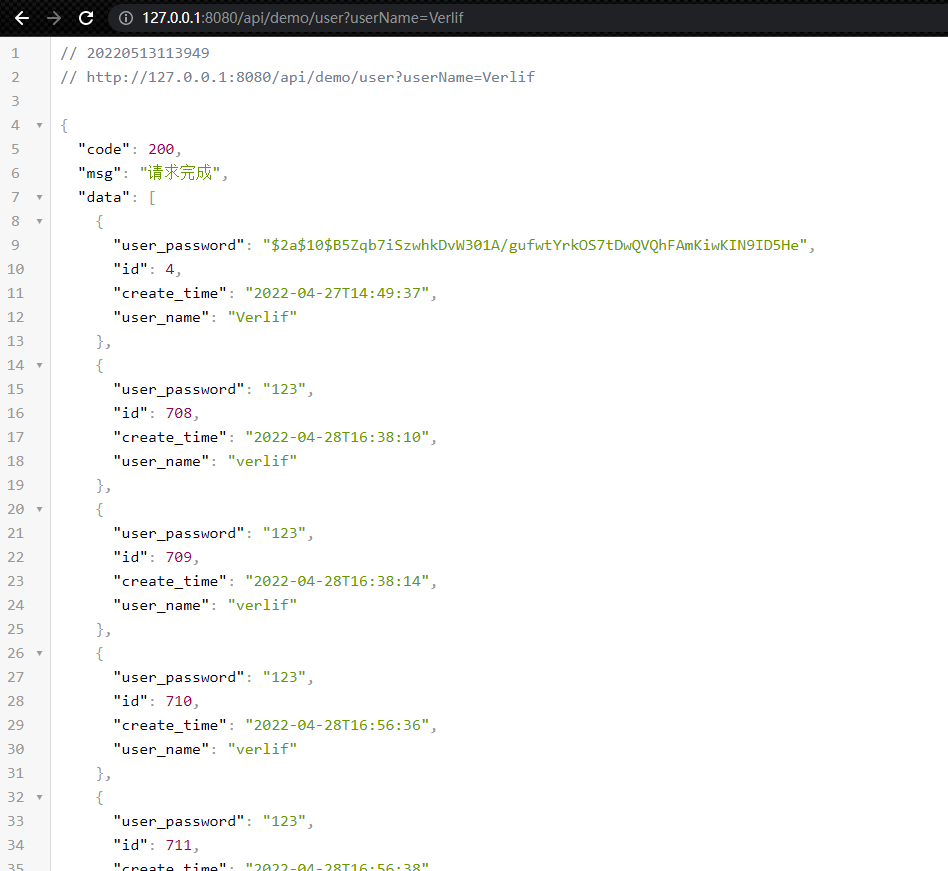 127.0.0.1:8080/api/demo/user?userName=Verlif
1 // 20220513113949
2 // http://127.0.0.1:8080/api/demo/user?userName=Verlif
3
4 {
5 "code": 200,
6 "msg": "请求完成",
7 "data": [
8 {
9 "user_password": "$2a$10$B5Zqb7iSzwhkDvW301A/gufwtYrkOS7tDwQVQhFAmKiwKIN9ID5He",
10 "id": 4,
11 "create_time": "2022-04-27T14:49:37",
12 "user_name": "Verlif"
13 },
14 {
15 "user_password": "123",
16 "id": 708,
17 "create_time": "2022-04-28T16:38:10",
18 "user_name": "verlif"
19 },
20 {
21 "user_password": "123",
22 "id": 709,
23 "create_time": "2022-04-28T16:38:14",
24 "user_name": "verlif"
25 },
26 {
27 "user_password": "123",
28 "id": 710,
29 "create_time": "2022-04-28T16:56:36",
30 "user_name": "verlif"
31 },
32 {
33 "user_password": "123",
34 "id": 711,
35 "create_time": "2022-04-28T16:56:38"